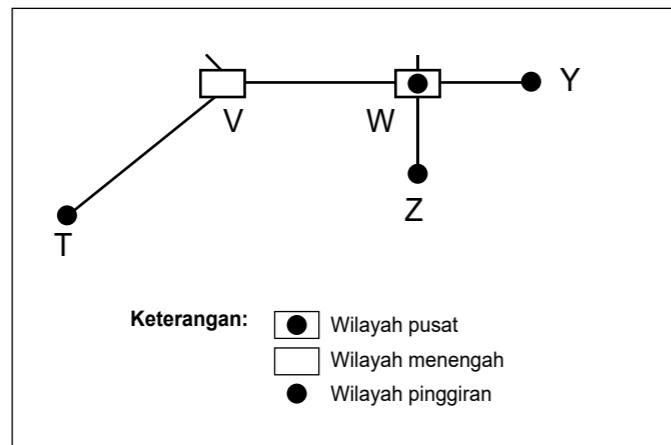 Y
V
W
Z
T
Keterangan:
Wilayah pusat
Wilayah menengah
Wilayah pinggiran